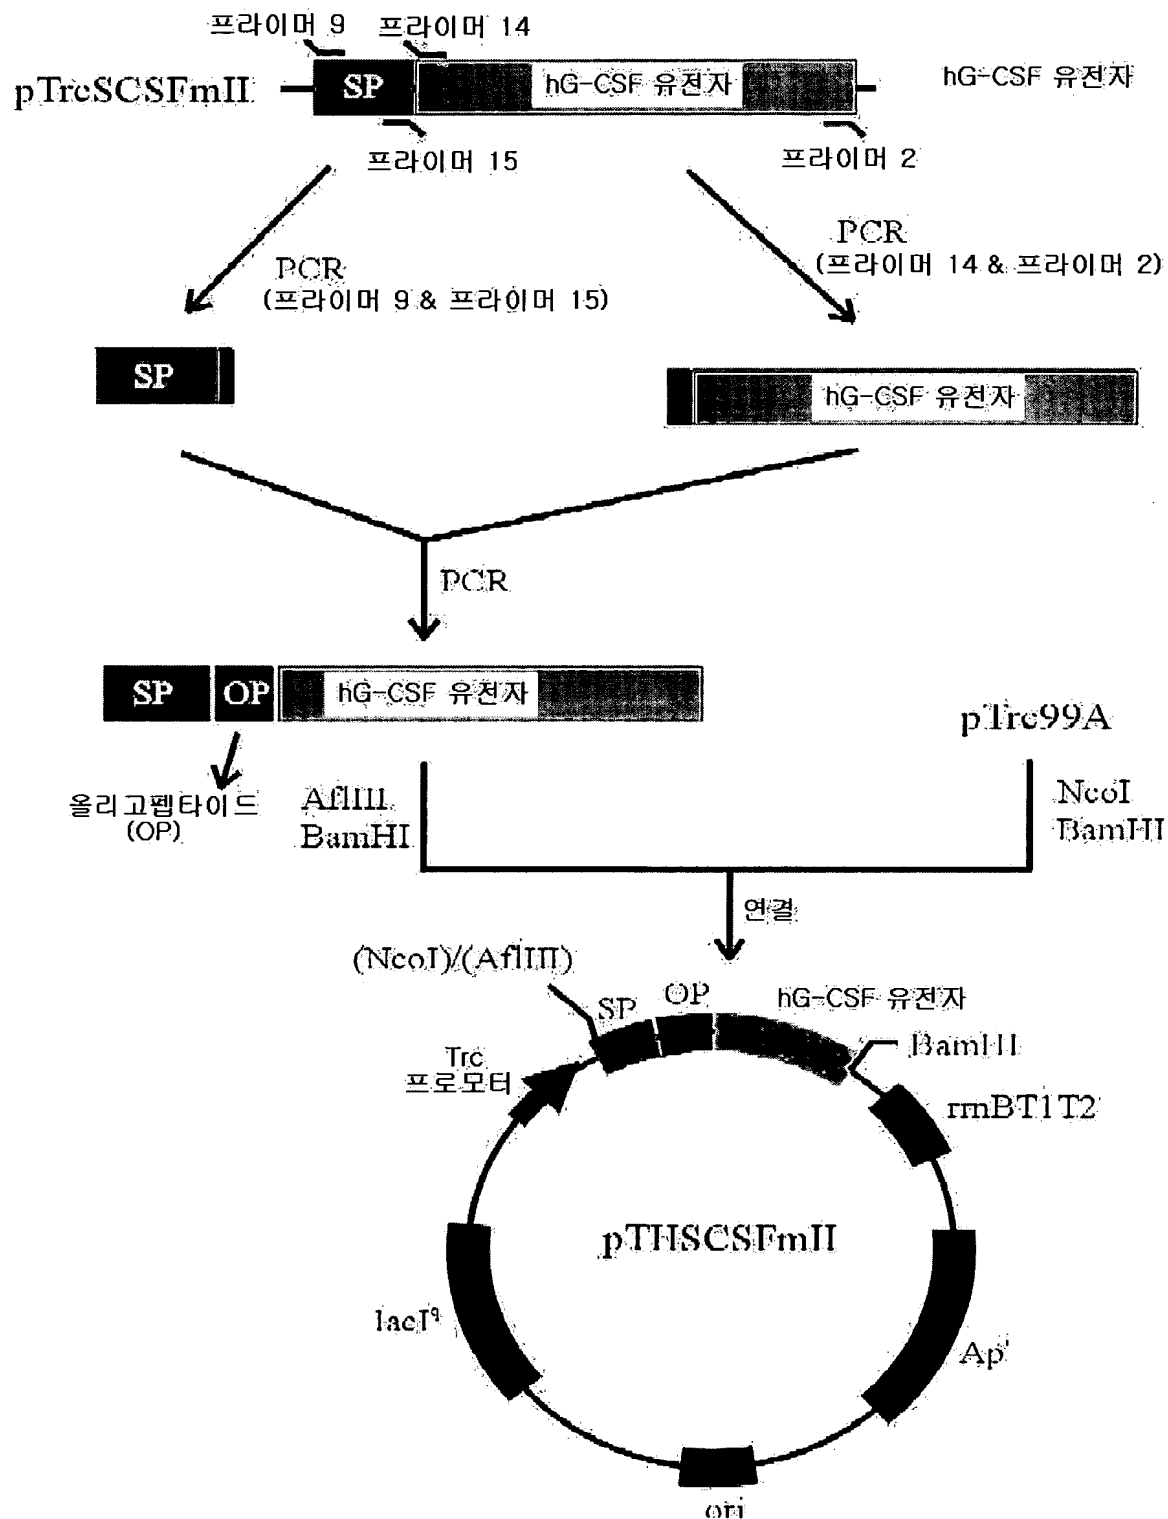 프라이머 9 프라이머 14
pTrcSCSFmII SP hG-CSF 유전자 hG-CSF 유전자
프라이머 15 프라이머 2
PCR
(프라이머 14 & 프라이머 2)
PCR
(프라이머 9 & 프라이머 15)
SP hG-CSF 유전자
PCR
SP OP hG-CSF 유전자
pTrc99A
올리고펩타이드
(OP)
AflIII
BamHI
NcoI
BamHI
연결
(NcoI)/(AflIII)
SP OP hG-CSF 유전자
BamHI
Trc
프로모터
rrnBT1T2
pTHSCSFmII
lacIq
Apr
ori